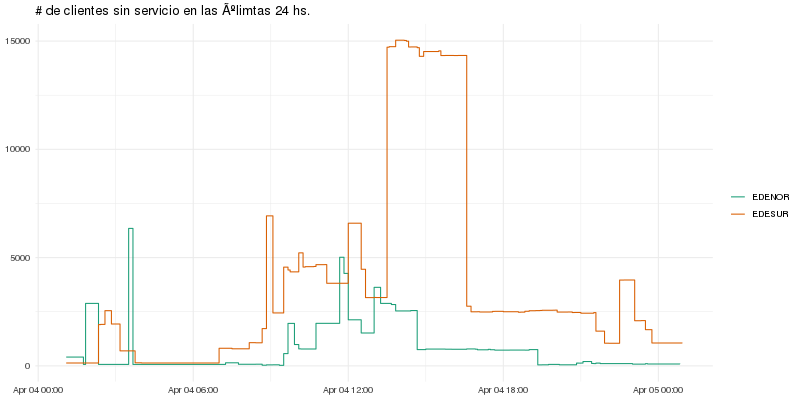 # de clientes sin servicio en las Ãºlimtas 24 hs.
15000
10000
5000
0
Apr 04 00:00
Apr 04 06:00
Apr 04 12:00
Apr 04 18:00
Apr 05 00:00
EDENOR
EDESUR